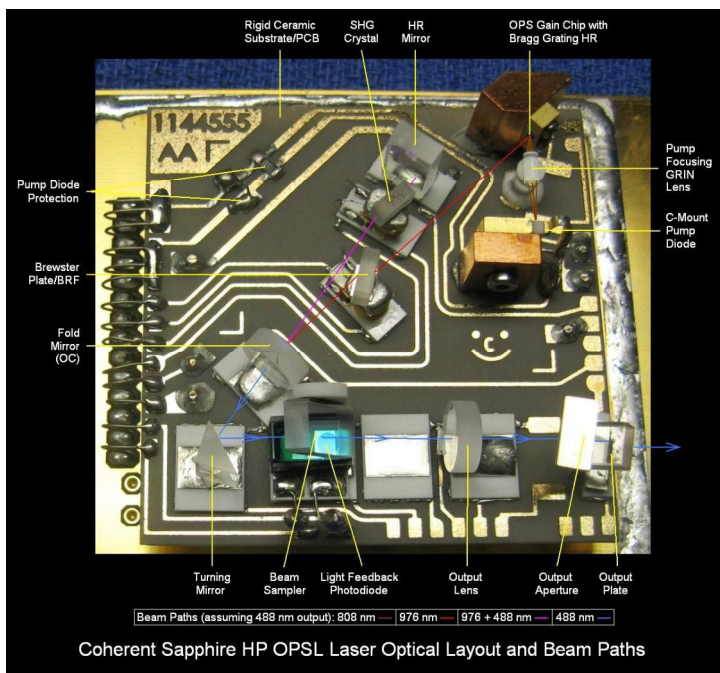 Rigid Ceramic
Substrate/PCB
SHG
Crystal
HR
Mirror
OPS Gain Chip with
Bragg Grating HR
1144555
AA
Pump
Focusing
GRIN
Lens
Pump Diode
Protection
C-Mount
Pump
Diode
Brewster
Plate/BRF
Fold
Mirror
(OC)
Turning
Mirror
Beam
Sampler
Light Feedback
Photodiode
Output
Lens
Output
Aperture
Output
Plate
Beam Paths (assuming 488 nm output): 808 nm 976 nm 976 + 488 nm 488 nm
Coherent Sapphire HP OPSL Laser Optical Layout and Beam Paths